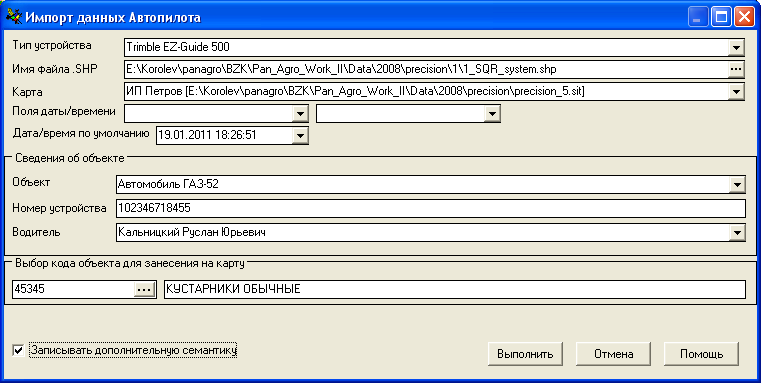 Импорт данных Автопилота
Тип устройства Trimble EZ-Guide 500
Имя файла .SHP E:\Korolev\panagro\BZK\Pan_Agro_Work_II\Data\2008\precision\1\1_SQR_system.shp ...
Карта ИП Петров [E:\Korolev\panagro\BZK\Pan_Agro_Work_II\Data\2008\precision\precision_5.sit]
Поля даты/времени
Дата/время по умолчанию 19.01.2011 18:26:51
Сведения об объекте
Объект Автомобиль ГАЗ-52
Номер устройства 102346718455
Водитель Кальницкий Руслан Юрьевич
Выбор кода объекта для занесения на карту
45345 ... КУСТАРНИКИ ОБЫЧНЫЕ
Записывать дополнительную семантику Выполнить Отмена Помощь